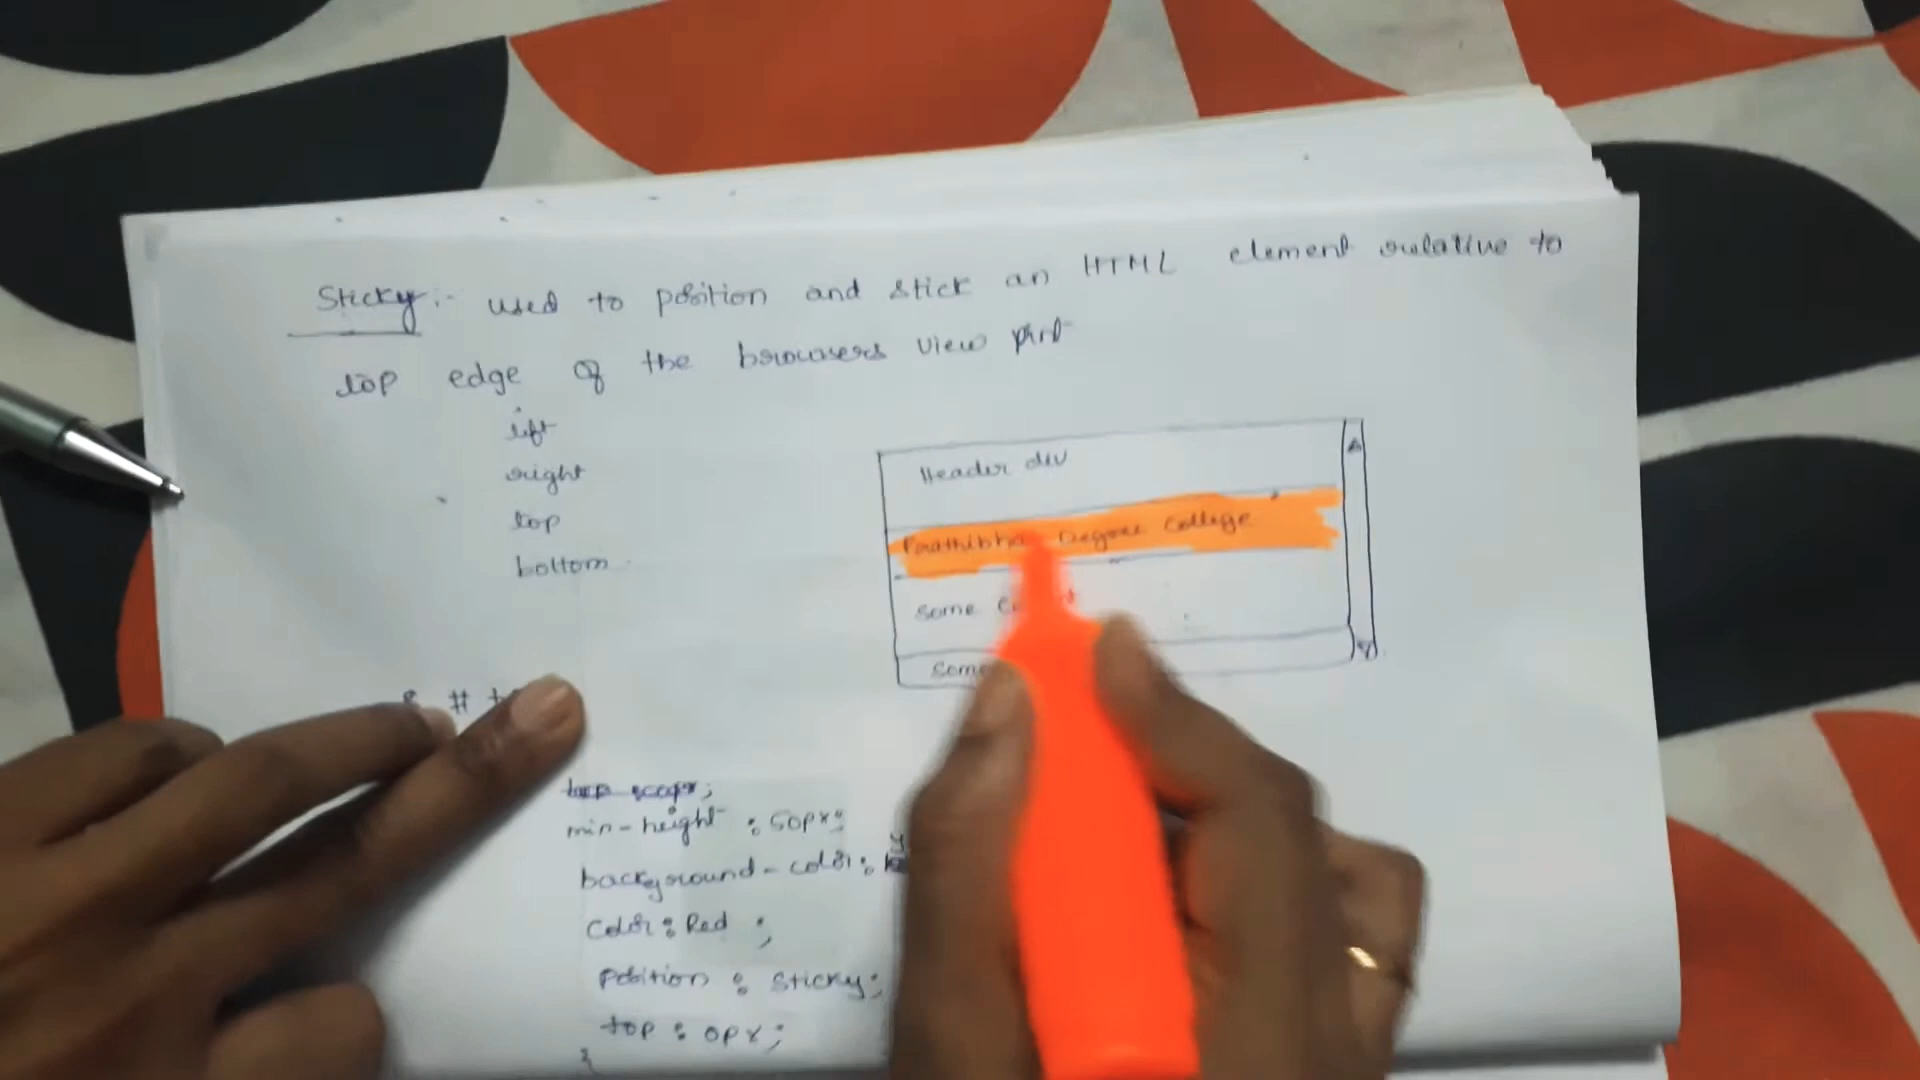 Sticky:- used to position and stick an HTML element relative to
top edge of the browsers view port
left
right
top
bottom
Header div
Prathibha Degree College
Some
Some
#
min-height : 50px;
background-color:
Color : Red ;
Position : Sticky;
top : 0px;
}